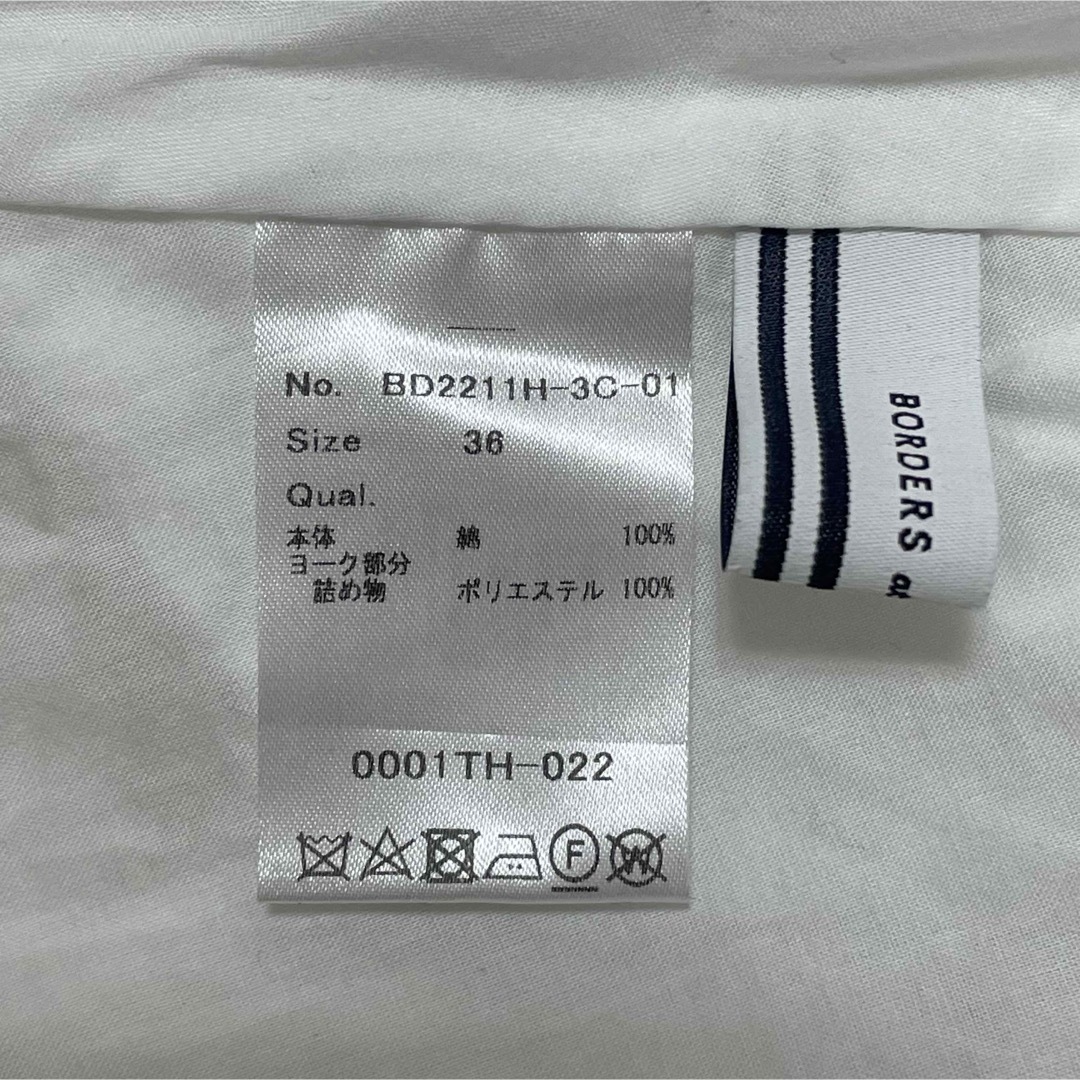 No. BD2211H-3C-01
Size 36
Qual.
本体 綿 100%
ヨーク部分
詰め物 ポリエステル 100%
0001TH-022
F
W
BORDERS